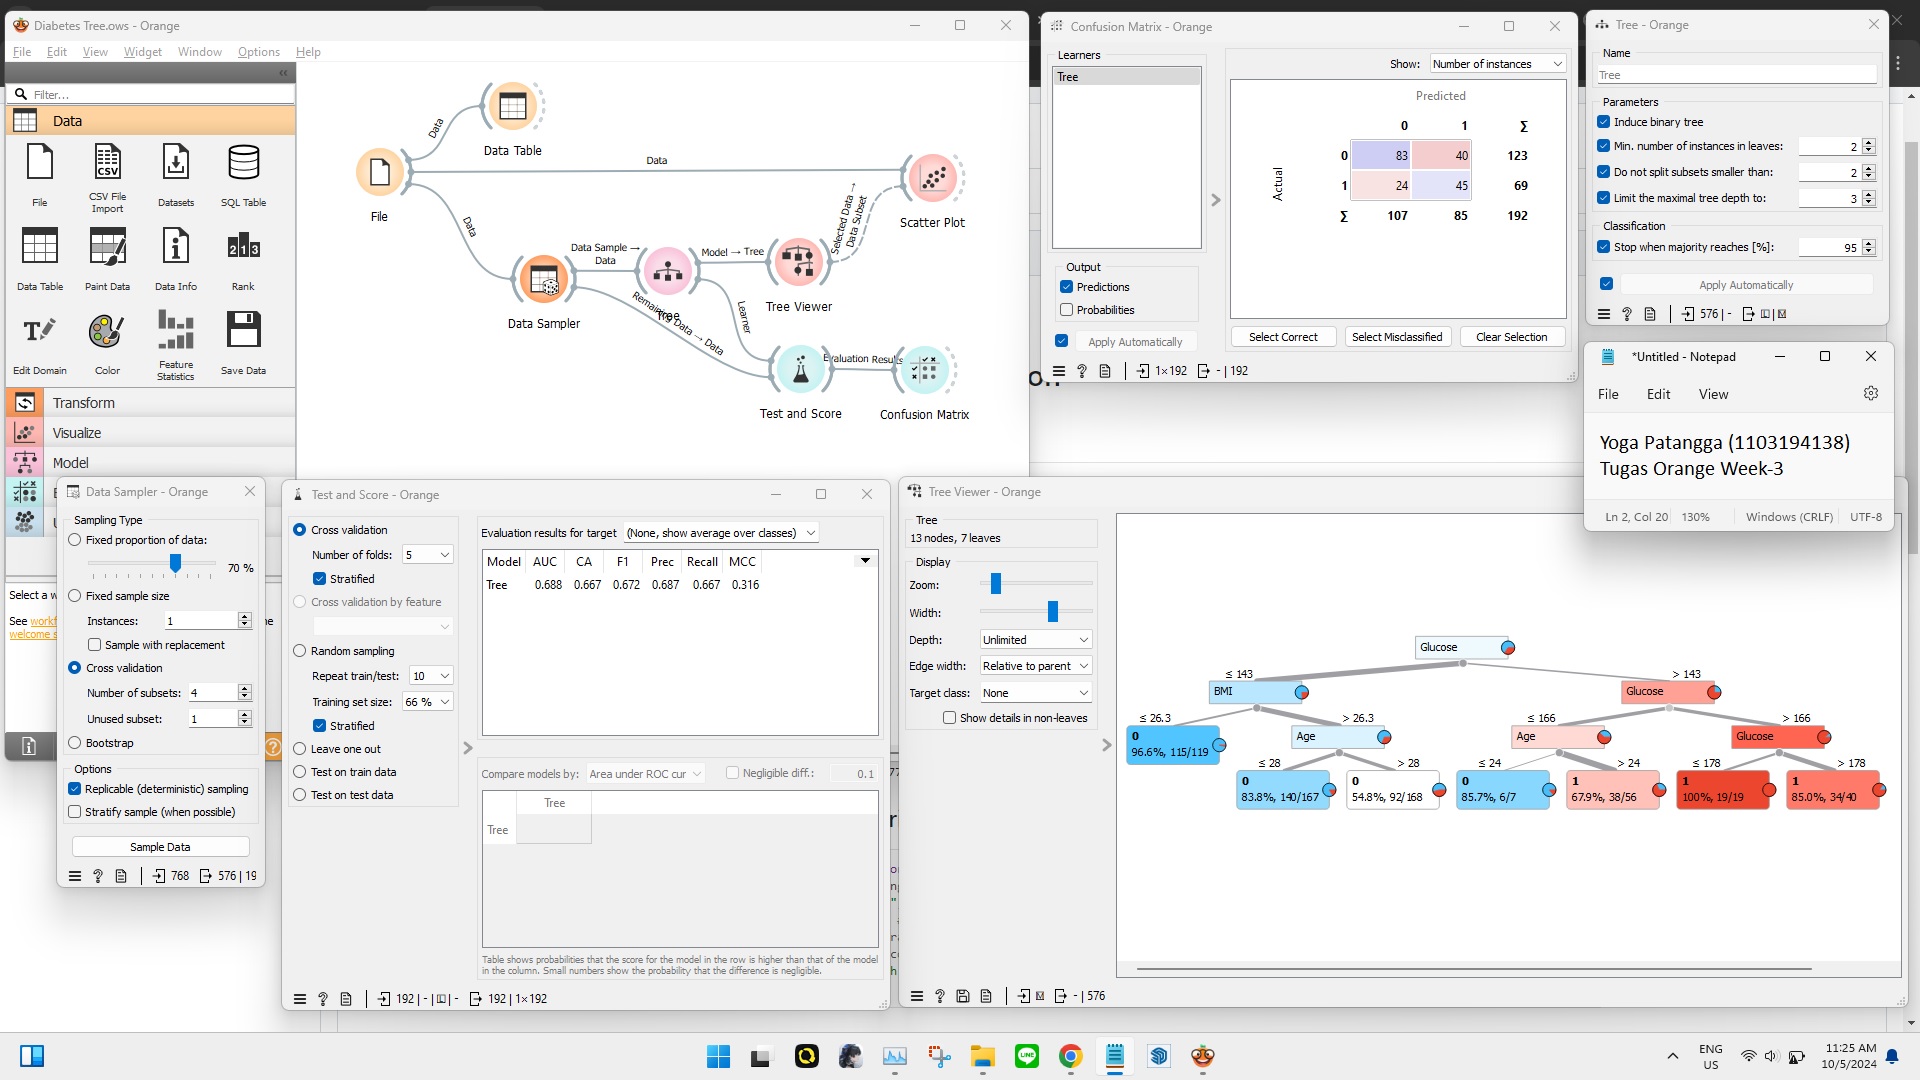 Diabetes Tree.ows - Orange
File Edit View Widget Window Options Help
Filter...
Data
File
CSV File Import
Datasets
SQL Table
Data Table
Paint Data
Data Info
Rank
Edit Domain
Color
Feature Statistics
Save Data
Transform
Visualize
Model
Select a w
See workf
welcome s
ne
Data
Data Table
Data
File
Data
Scatter Plot
Selected Data → Data Subset
Data Sample → Data
Model → Tree
Data Sampler
Tree
Tree Viewer
Remaining Data → Data
Learner
Evaluation Results
Test and Score
Confusion Matrix
Confusion Matrix - Orange
Learners
Tree
Show: Number of instances
Predicted
0 1 Σ
Actual
0 83 40 123
1 24 45 69
Σ 107 85 192
Output
Predictions
Probabilities
Apply Automatically
Select Correct Select Misclassified Clear Selection
1×192 - | 192
Tree - Orange
Name
Tree
Parameters
Induce binary tree
Min. number of instances in leaves: 2
Do not split subsets smaller than: 2
Limit the maximal tree depth to: 3
Classification
Stop when majority reaches [%]: 95
Apply Automatically
576 | -
*Untitled - Notepad
File Edit View
Yoga Patangga (1103194138)
Tugas Orange Week-3
Ln 2, Col 20 130% Windows (CRLF) UTF-8
Data Sampler - Orange
Sampling Type
Fixed proportion of data:
70 %
Fixed sample size
Instances: 1
Sample with replacement
Cross validation
Number of subsets: 4
Unused subset: 1
Bootstrap
Options
Replicable (deterministic) sampling
Stratify sample (when possible)
Sample Data
768 576 | 19
Test and Score - Orange
Cross validation
Number of folds: 5
Stratified
Cross validation by feature
Random sampling
Repeat train/test: 10
Training set size: 66 %
Stratified
Leave one out
Test on train data
Test on test data
Evaluation results for target (None, show average over classes)
Model AUC CA F1 Prec Recall MCC
Tree 0.688 0.667 0.672 0.687 0.667 0.316
Compare models by: Area under ROC cur Negligible diff.: 0.1
Tree
Tree
Table shows probabilities that the score for the model in the row is higher than that of the model
in the column. Small numbers show the probability that the difference is negligible.
192 | - | - 192 | 1×192
Tree Viewer - Orange
Tree
13 nodes, 7 leaves
Display
Zoom:
Width:
Depth: Unlimited
Edge width: Relative to parent
Target class: None
Show details in non-leaves
- | 576
Glucose
≤ 143 > 143
BMI Glucose
≤ 26.3 > 26.3 ≤ 166 > 166
0
96.6%, 115/119
Age Age Glucose
≤ 28 > 28 ≤ 24 > 24 ≤ 178 > 178
0 0 0 1 1 1
83.8%, 140/167 54.8%, 92/168 85.7%, 6/7 67.9%, 38/56 100%, 19/19 85.0%, 34/40
ENG
US
11:25 AM
10/5/2024